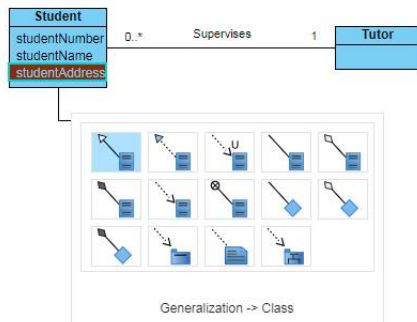 Student
studentNumber
studentName
studentAddress
0..*
Supervises
1
Tutor
U
Generalization -> Class